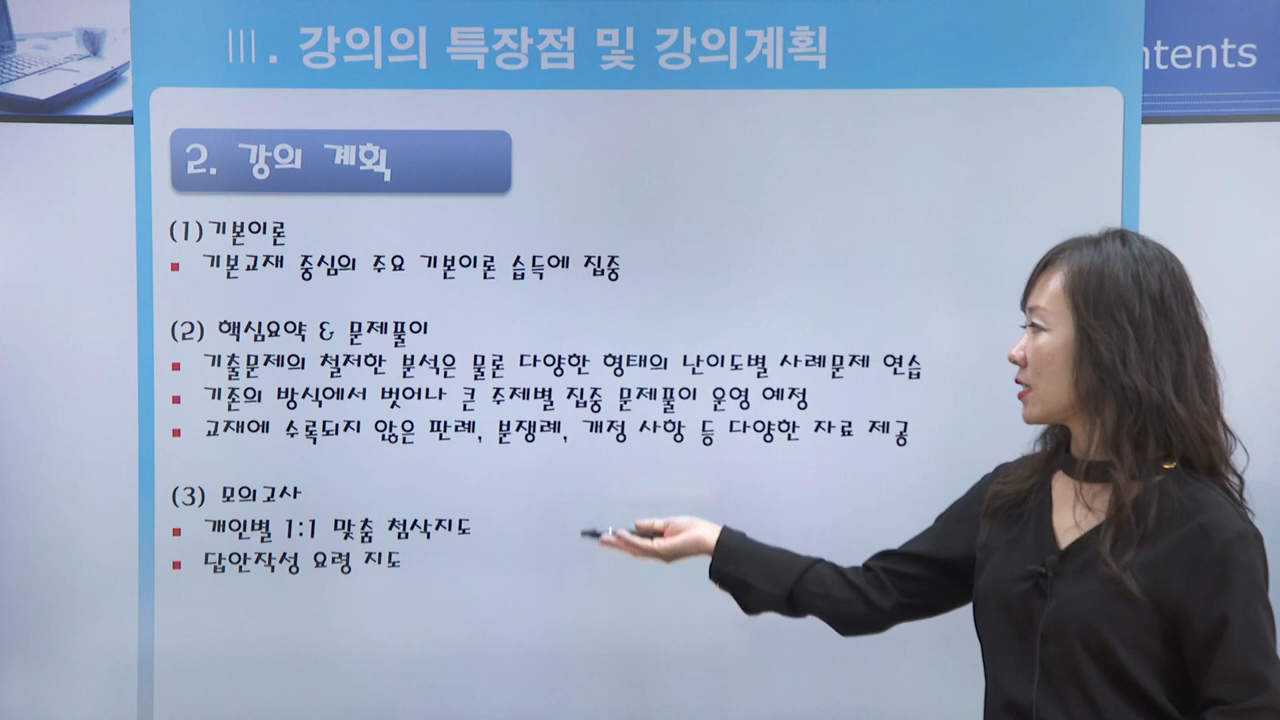 Ⅲ. 강의의 특장점 및 강의계획
ntents
2. 강의 계획
(1) 기본이론
기본교재 중심의 주요 기본이론 습득에 집중
(2) 핵심요약 & 문제풀이
기출문제의 철저한 분석은 물론 다양한 형태의 난이도별 사례문제 연습
기존의 방식에서 벗어나 큰 주제별 집중 문제풀이 운영 예정
교재에 수록되지 않은 판례, 분쟁례, 개정 사항 등 다양한 자료 제공
(3) 모의고사
개인별 1:1 맞춤 첨삭지도
답안작성 요령 지도